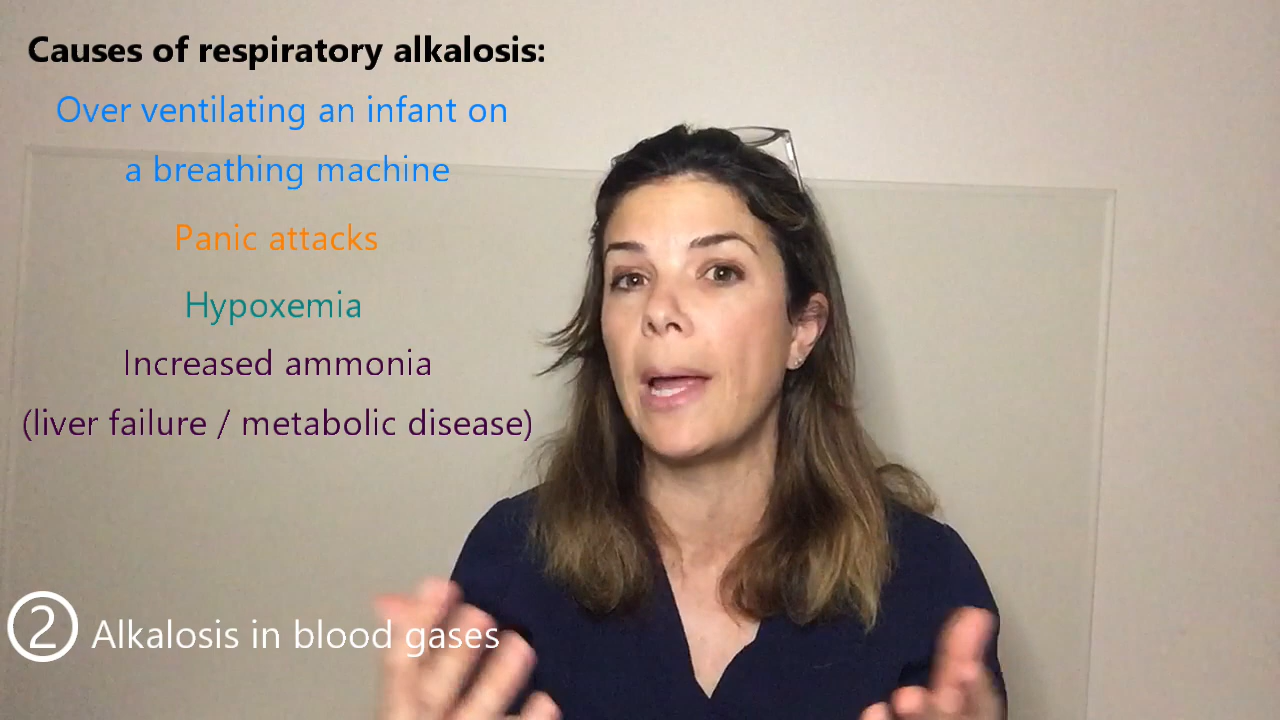 Causes of respiratory alkalosis:
Over ventilating an infant on
a breathing machine
Panic attacks
Hypoxemia
Increased ammonia
(liver failure / metabolic disease)
2 Alkalosis in blood gases